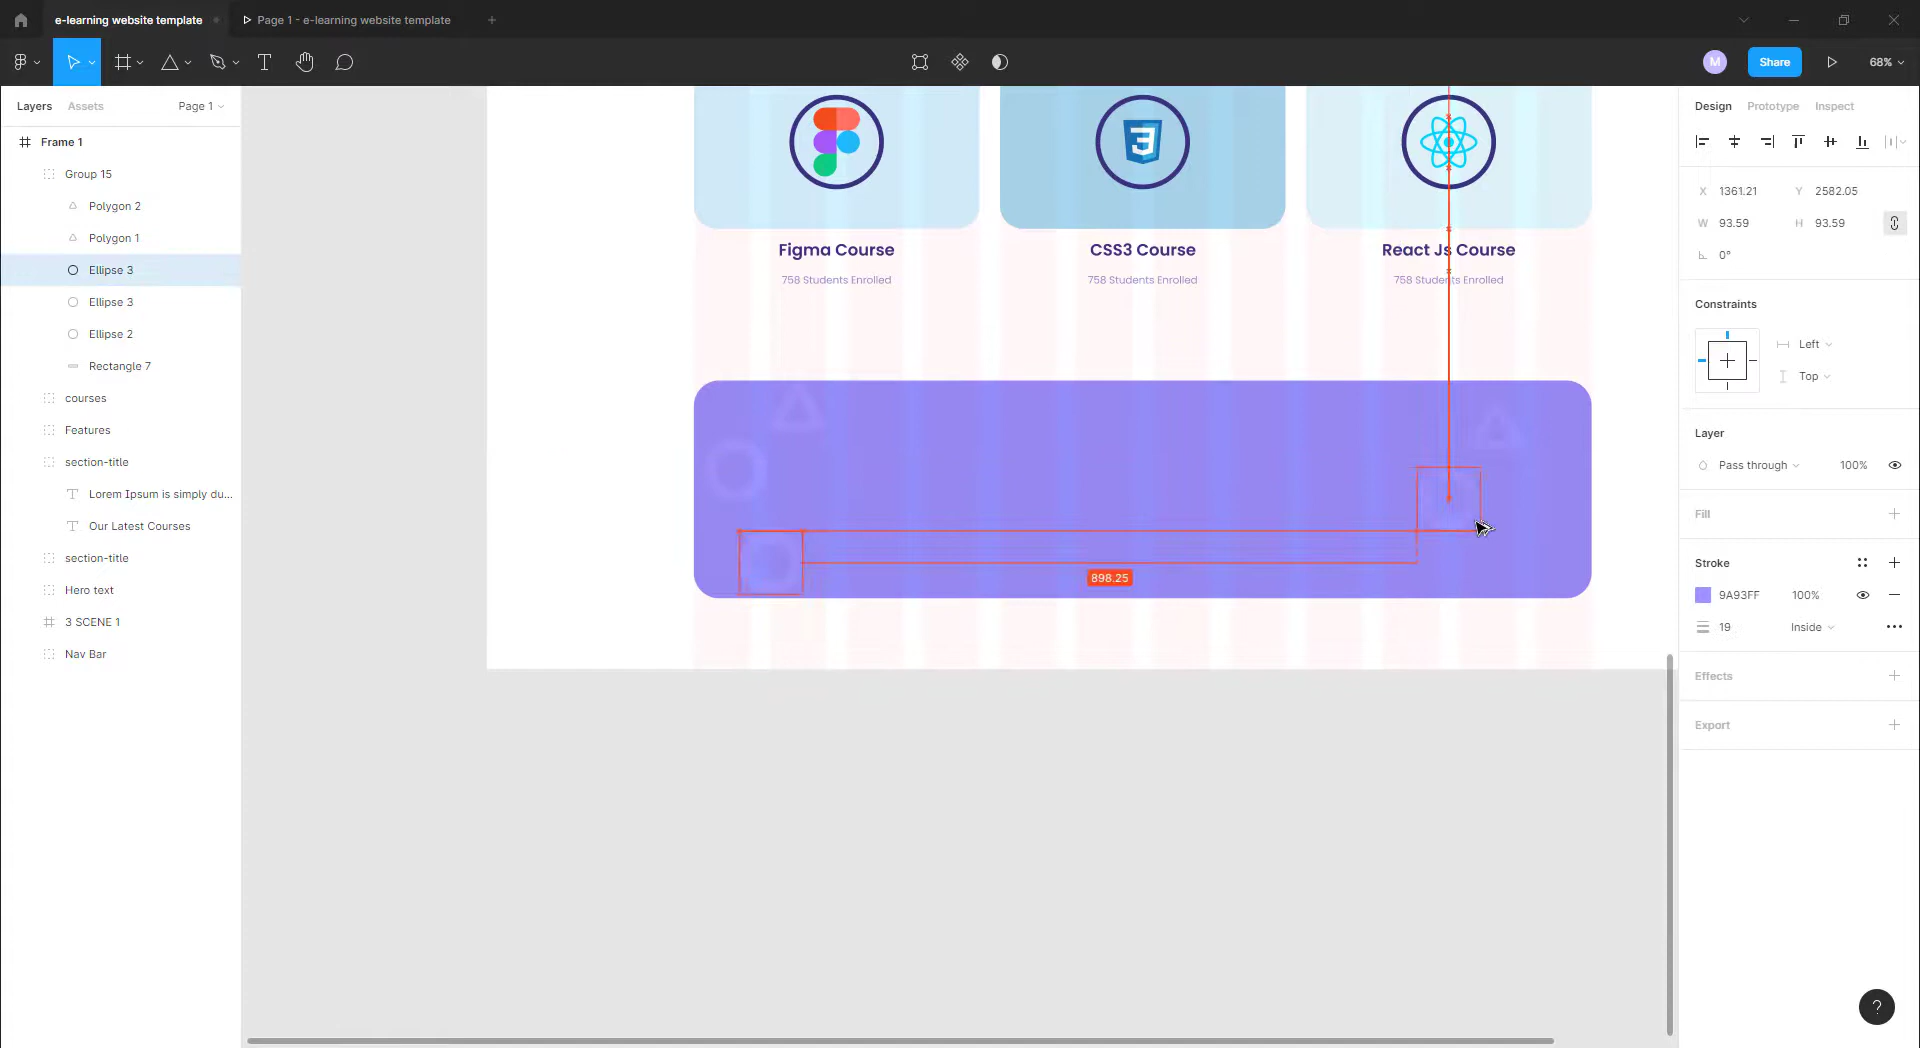 e-learning website template
Page 1 - e-learning website template
M
Share
68%
Layers
Assets
Page 1
Design
Prototype
Inspect
Frame 1
Group 15
Polygon 2
Polygon 1
Ellipse 3
Ellipse 3
Ellipse 2
Rectangle 7
courses
Features
section-title
Lorem Ipsum is simply du...
Our Latest Courses
section-title
Hero text
3 SCENE 1
Nav Bar
3
Figma Course
CSS3 Course
React Js Course
758 Students Enrolled
758 Students Enrolled
758 Students Enrolled
898.25
X 1361.21
Y 2582.05
W 93.59
H 93.59
0°
Constraints
Left
Top
Layer
Pass through
100%
Fill
Stroke
9A93FF
100%
19
Inside
Effects
Export
?